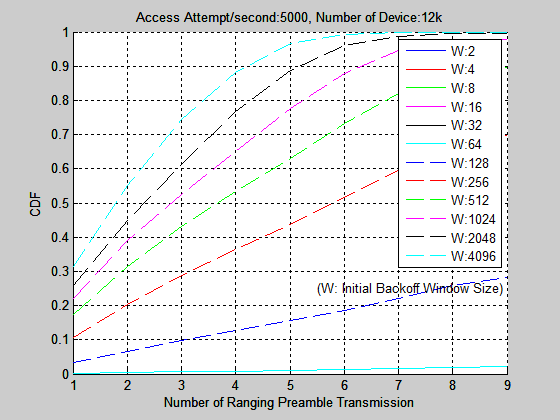 Access Attempt/second:5000, Number of Device:12k
1
0.9
0.8
0.7
0.6
0.5
0.4
0.3
0.2
0.1
0
CDF
W:2
W:4
W:8
W:16
W:32
W:64
W:128
W:256
W:512
W:1024
W:2048
W:4096
(W: Initial Backoff Window Size)
1 2 3 4 5 6 7 8 9
Number of Ranging Preamble Transmission